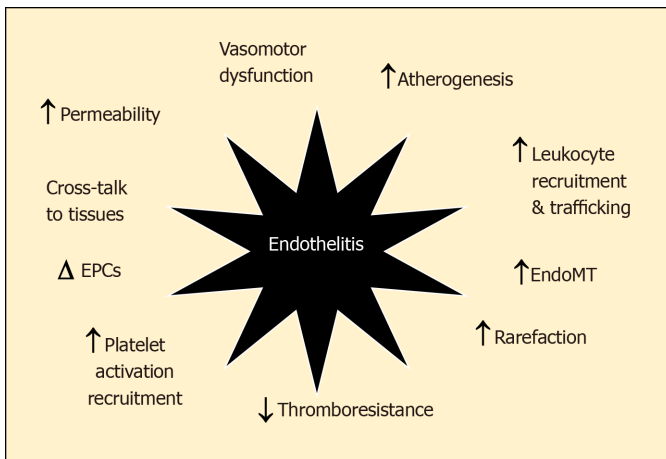 Vasomotor
dysfunction
↑ Atherogenesis
↑ Permeability
↑ Leukocyte
recruitment
& trafficking
Cross-talk
to tissues
Endothelitis
Δ EPCs
↑ EndoMT
↑ Rarefaction
↑ Platelet
activation
recruitment
↓ Thromboresistance